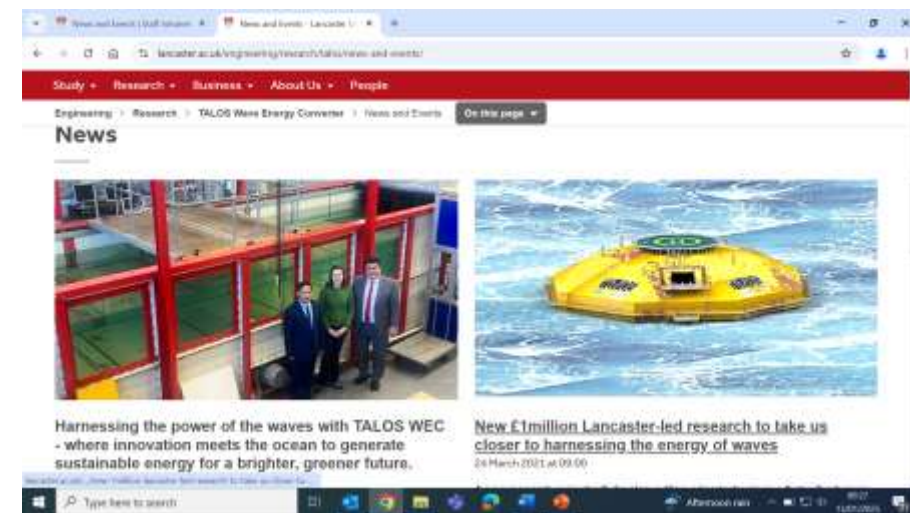 News and Events - Lancaster U
lancaster.ac.uk/engineering/research/talos/news-and-events/
Study Research Business About Us People
Engineering > Research > TALOS Wave Energy Converter > News and Events On this page
News
Harnessing the power of the waves with TALOS WEC
- where innovation meets the ocean to generate
sustainable energy for a brighter, greener future.
New £1million Lancaster-led research to take us
closer to harnessing the energy of waves
24 March 2021 at 09:00
Type here to search
Afternoon rain